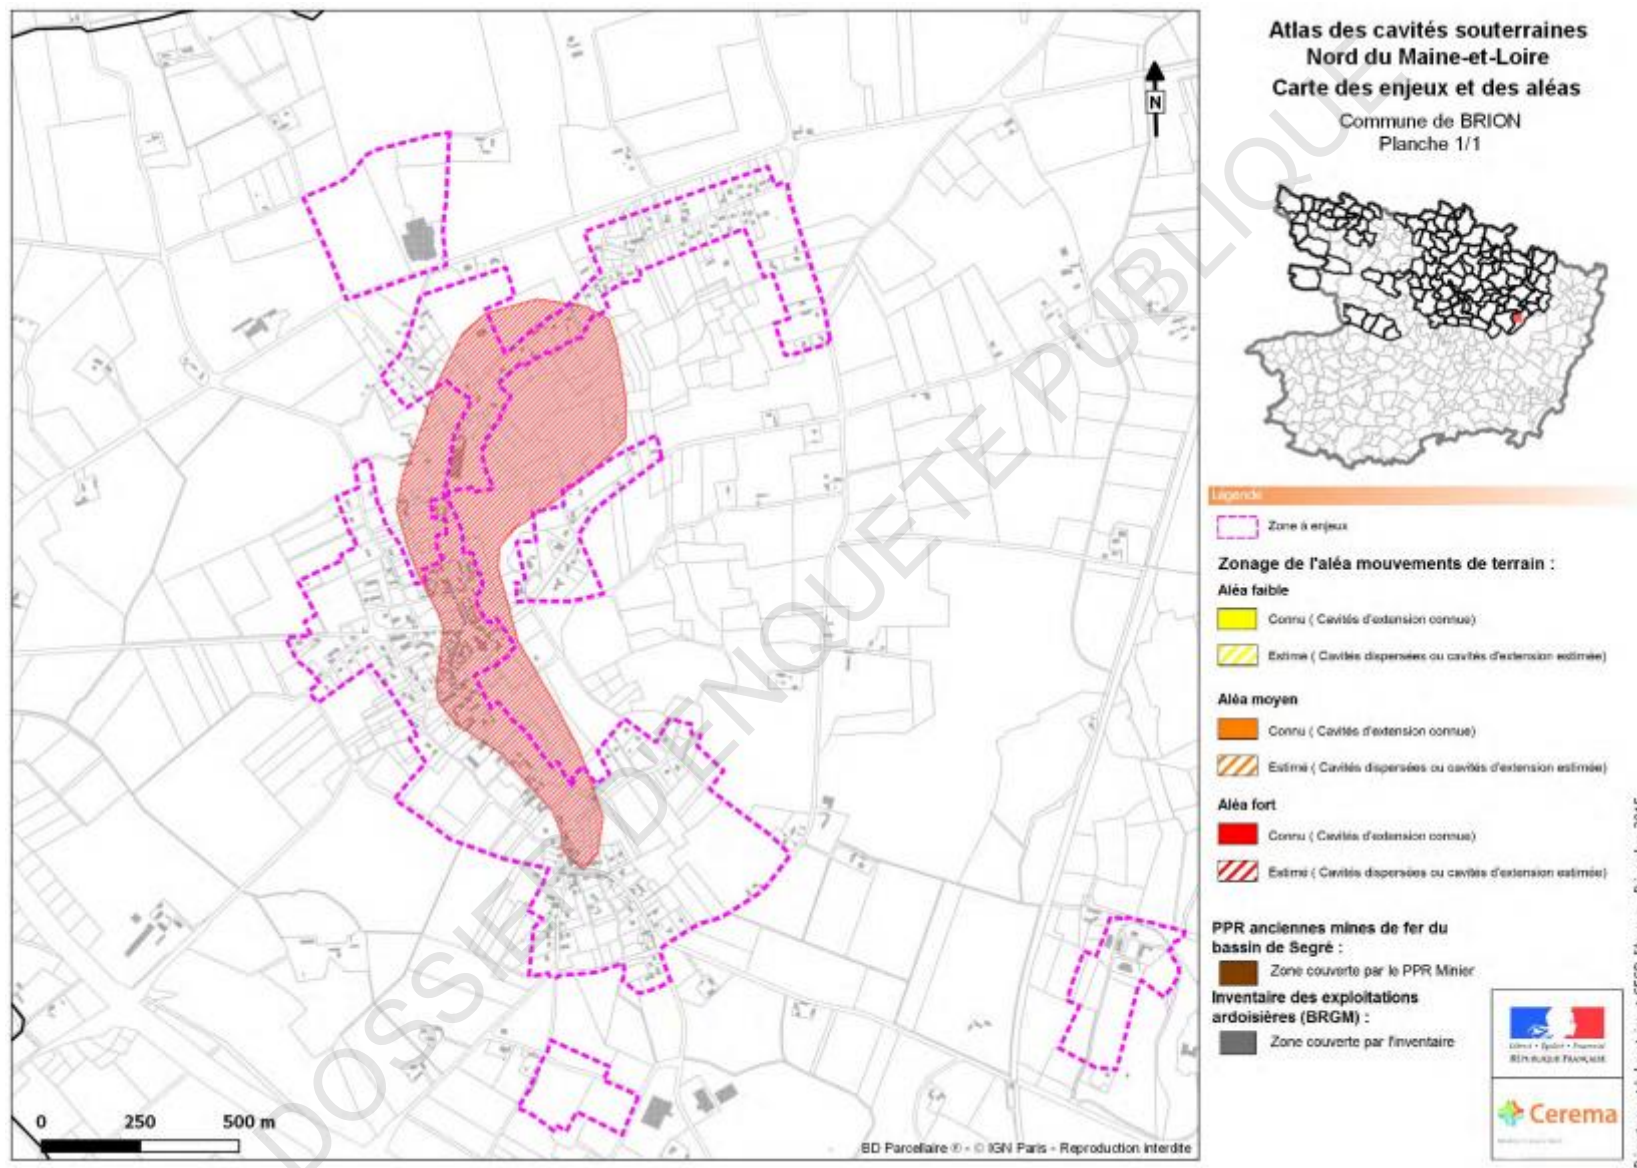 Atlas des cavités souterraines
Nord du Maine-et-Loire
Carte des enjeux et des aléas
Commune de BRION
Planche 1/1
N
Légende
Zone à enjeux
Zonage de l'aléa mouvements de terrain :
Aléa faible
Connu ( Cavités d'extension connue)
Estimé ( Cavités dispersées ou cavités d'extension estimée)
Aléa moyen
Connu ( Cavités d'extension connue)
Estimé ( Cavités dispersées ou cavités d'extension estimée)
Aléa fort
Connu ( Cavités d'extension connue)
Estimé ( Cavités dispersées ou cavités d'extension estimée)
PPR anciennes mines de fer du
bassin de Segré :
Zone couverte par le PPR Minier
Inventaire des exploitations
ardoisières (BRGM) :
Zone couverte par l'inventaire
Liberté • Égalité • Fraternité
RÉPUBLIQUE FRANÇAISE
Cerema
0 250 500 m
BD Parcellaire ® - © IGN Paris - Reproduction interdite
DOSSIER D'ENQUETE PUBLIQUE